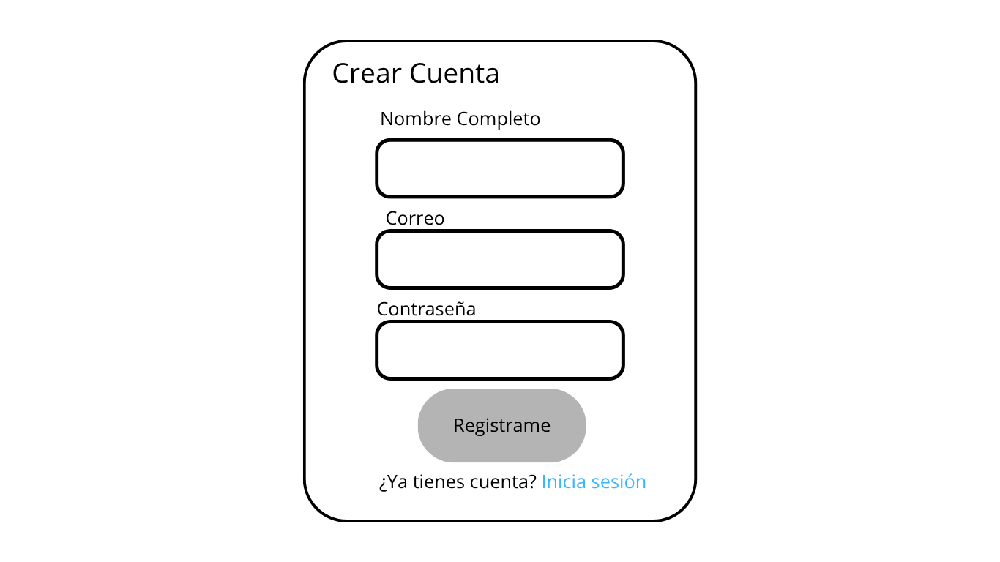 Crear Cuenta
Nombre Completo
Correo
Contraseña
Registrame
¿Ya tienes cuenta? Inicia sesión